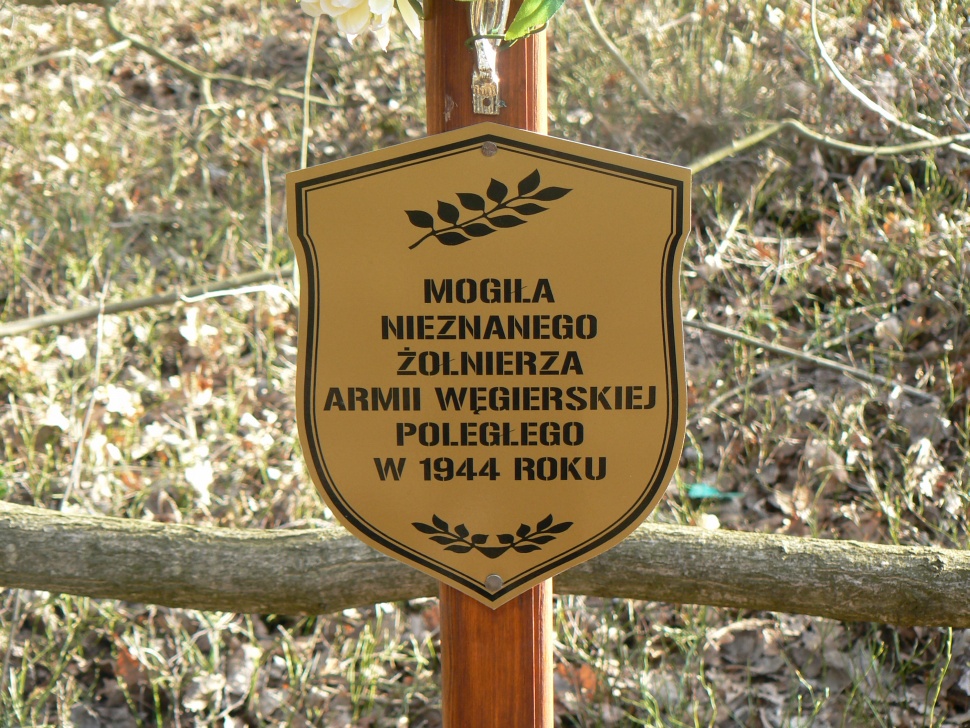 MOGIŁA
NIEZNANEGO
ŻOŁNIERZA
ARMII WĘGIERSKIEJ
POLEGŁEGO
W 1944 ROKU